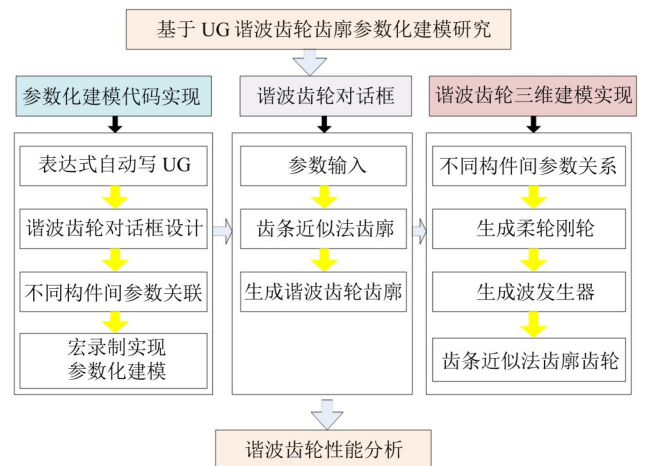 基于 UG 谐波齿轮齿廓参数化建模研究
参数化建模代码实现
表达式自动写 UG
谐波齿轮对话框设计
不同构件间参数关联
宏录制实现
参数化建模
谐波齿轮对话框
参数输入
齿条近似法齿廓
生成谐波齿轮齿廓
谐波齿轮三维建模实现
不同构件间参数关系
生成柔轮刚轮
生成波发生器
齿条近似法齿廓齿轮
谐波齿轮性能分析